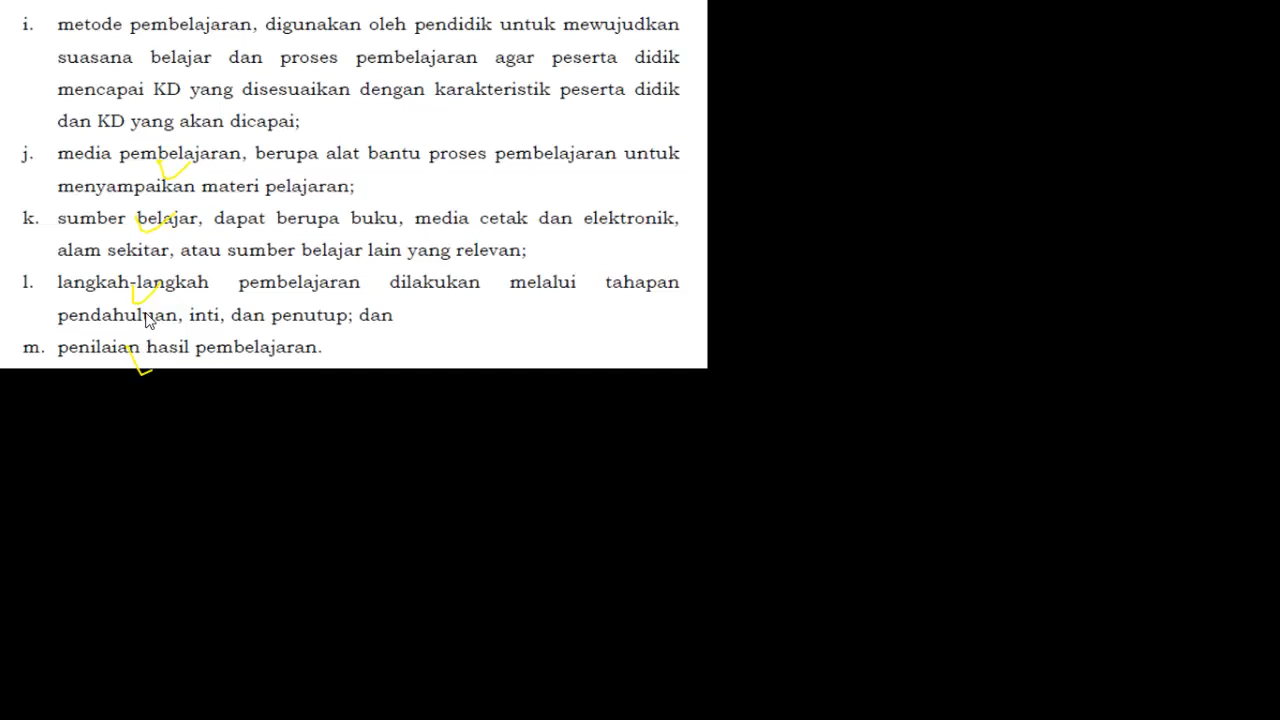 i. metode pembelajaran, digunakan oleh pendidik untuk mewujudkan
suasana belajar dan proses pembelajaran agar peserta didik
mencapai KD yang disesuaikan dengan karakteristik peserta didik
dan KD yang akan dicapai;
j. media pembelajaran, berupa alat bantu proses pembelajaran untuk
menyampaikan materi pelajaran;
k. sumber belajar, dapat berupa buku, media cetak dan elektronik,
alam sekitar, atau sumber belajar lain yang relevan;
l. langkah-langkah pembelajaran dilakukan melalui tahapan
pendahuluan, inti, dan penutup; dan
m. penilaian hasil pembelajaran.